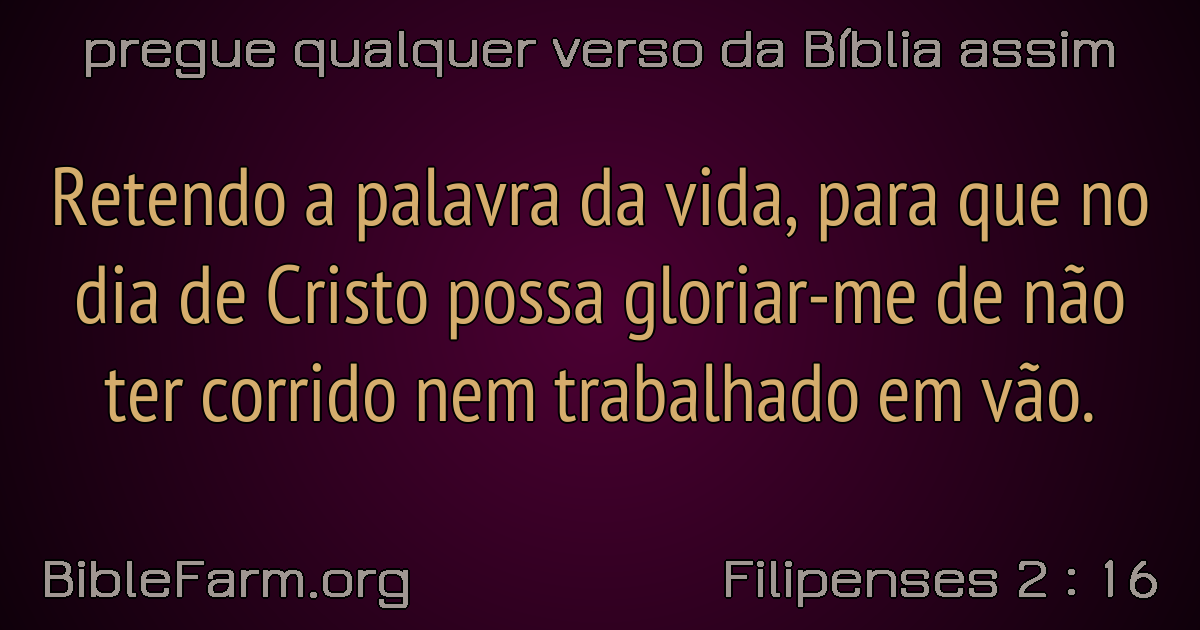 pregue qualquer verso da Bíblia assim
Retendo a palavra da vida, para que no
dia de Cristo possa gloriar-me de não
ter corrido nem trabalhado em vão.
BibleFarm.org
Filipenses 2 : 16